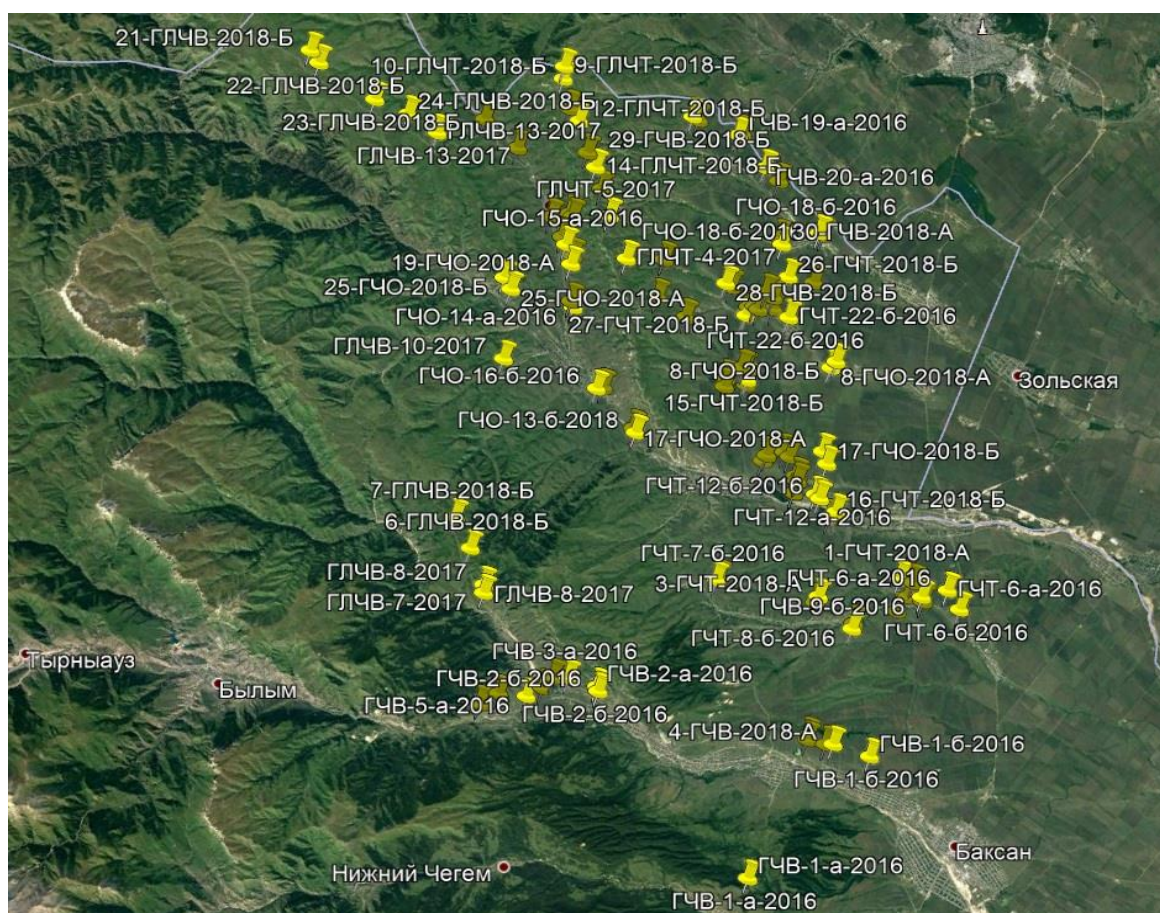 21-ГЛЧВ-2018-Б
10-ГЛЧТ-2018-Б
9-ГЛЧТ-2018-Б
22-ГЛЧВ-2018-Б
24-ГЛЧВ-2018-Б
12-ГЛЧТ-2018-Б
23-ГЛЧВ-2018-Б
ГЛЧВ-13-2017
ГЧВ-19-а-2016
29-ГЧВ-2018-Б
ГЛЧВ-13-2017
14-ГЛЧТ-2018-Б
ГЧВ-20-а-2016
ГЛЧТ-5-2017
ГЧО-18-б-2016
ГЧО-15-а-2016
ГЧО-18-б-201
30-ГЧВ-2018-А
ГЛЧТ-4-2017
19-ГЧО-2018-А
26-ГЧТ-2018-Б
25-ГЧО-2018-Б
25-ГЧО-2018-А
28-ГЧВ-2018-Б
ГЧО-14-а-2016
27-ГЧТ-2018-Б
ГЧТ-22-б-2016
ГЧТ-22-б-2016
ГЛЧВ-10-2017
ГЧО-16-б-2016
8-ГЧО-2018-Б
8-ГЧО-2018-А
Зольская
15-ГЧТ-2018-Б
ГЧО-13-б-2018
17-ГЧО-2018-А
17-ГЧО-2018-Б
7-ГЛЧВ-2018-Б
ГЧТ-12-б-2016
16-ГЧТ-2018-Б
6-ГЛЧВ-2018-Б
ГЧТ-12-а-2016
ГЧТ-7-б-2016
1-ГЧТ-2018-А
ГЛЧВ-8-2017
3-ГЧТ-2018-А
ГЧТ-6-а-2016
ГЧТ-6-а-2016
ГЛЧВ-7-2017
ГЛЧВ-8-2017
ГЧВ-9-б-2016
ГЧТ-8-б-2016
ГЧТ-6-б-2016
ГЧВ-3-а-2016
Тырныауз
ГЧВ-2-б-2016
ГЧВ-2-а-2016
Былым
ГЧВ-5-а-2016
ГЧВ-2-б-2016
4-ГЧВ-2018-А
ГЧВ-1-б-2016
ГЧВ-1-б-2016
Баксан
Нижний Чегем
ГЧВ-1-а-2016
ГЧВ-1-а-2016